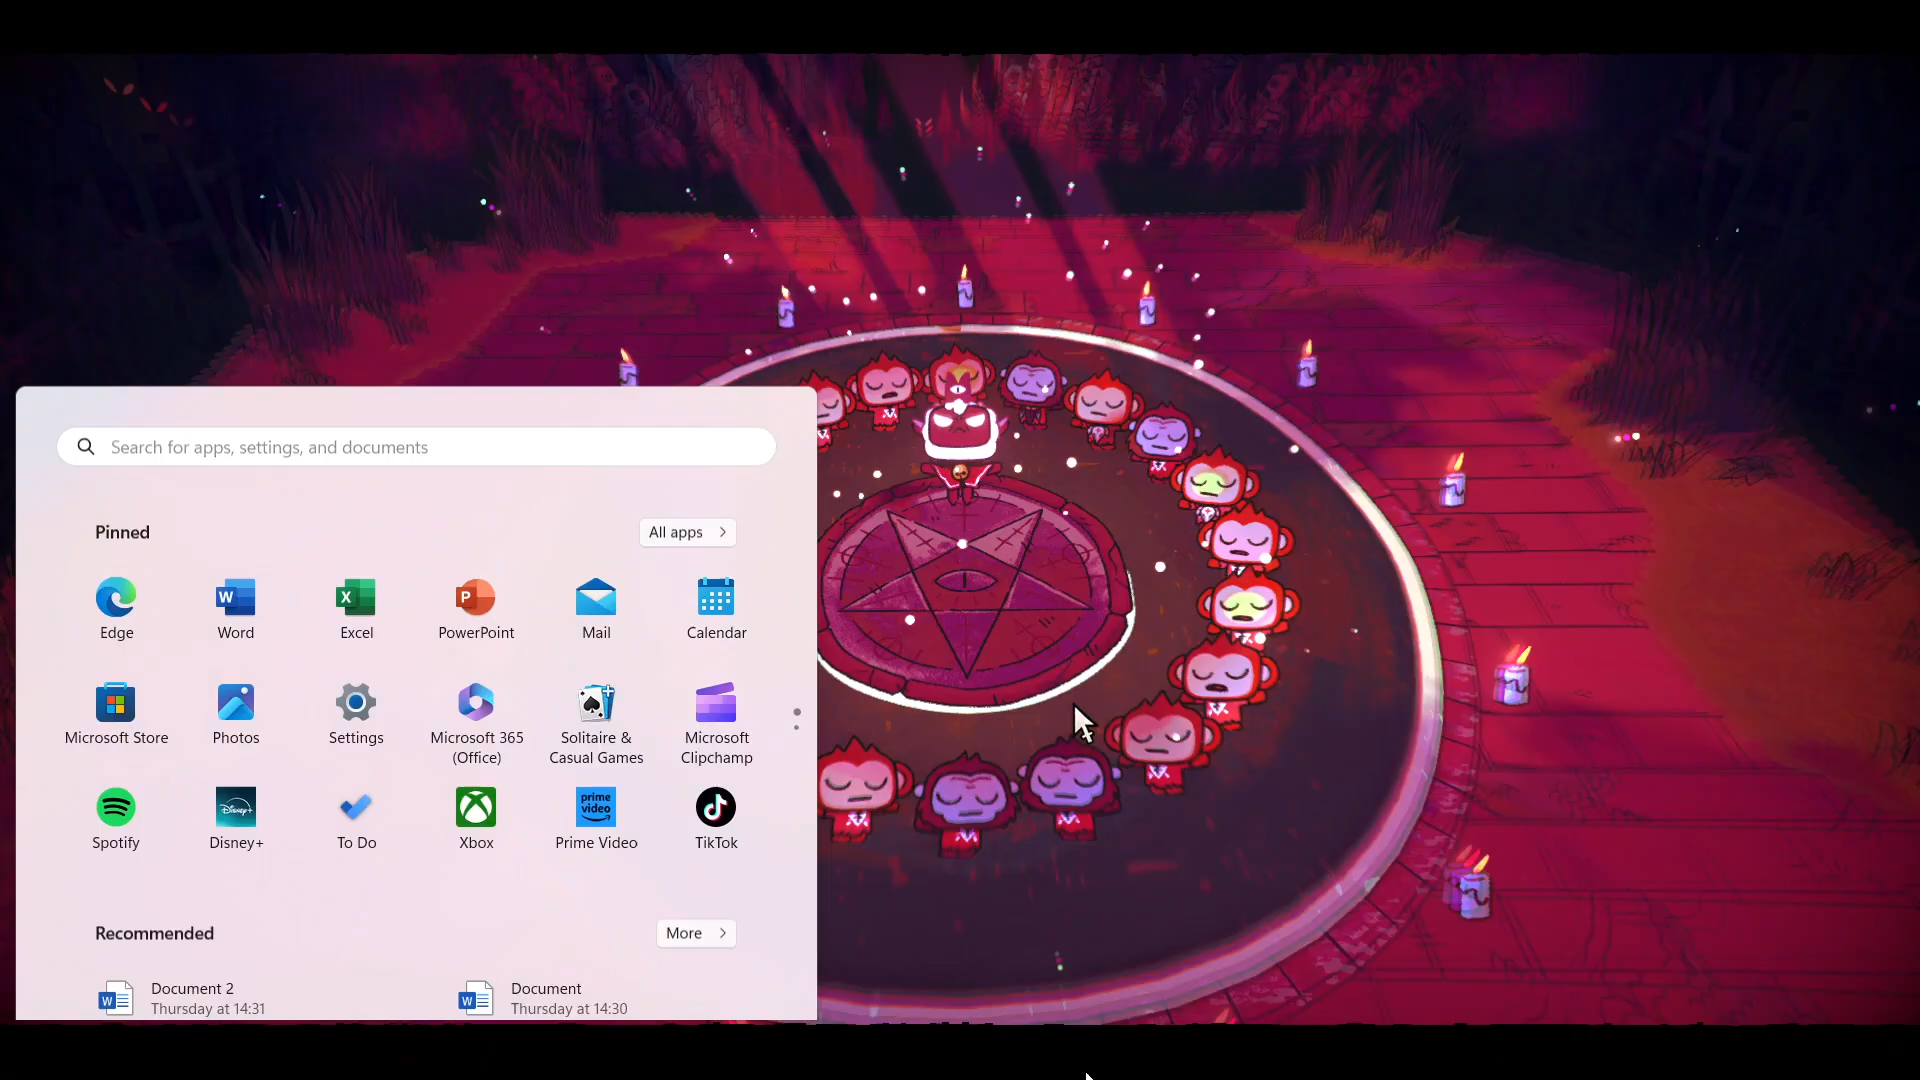 Search for apps, settings, and documents
Pinned
All apps
Edge
Word
Excel
PowerPoint
Mail
Calendar
Microsoft Store
Photos
Settings
Microsoft 365
(Office)
Solitaire &
Casual Games
Microsoft
Clipchamp
Disney+
prime
video
Spotify
Disney+
To Do
Xbox
Prime Video
TikTok
Recommended
More
Document 2
Thursday at 14:31
Document
Thursday at 14:30